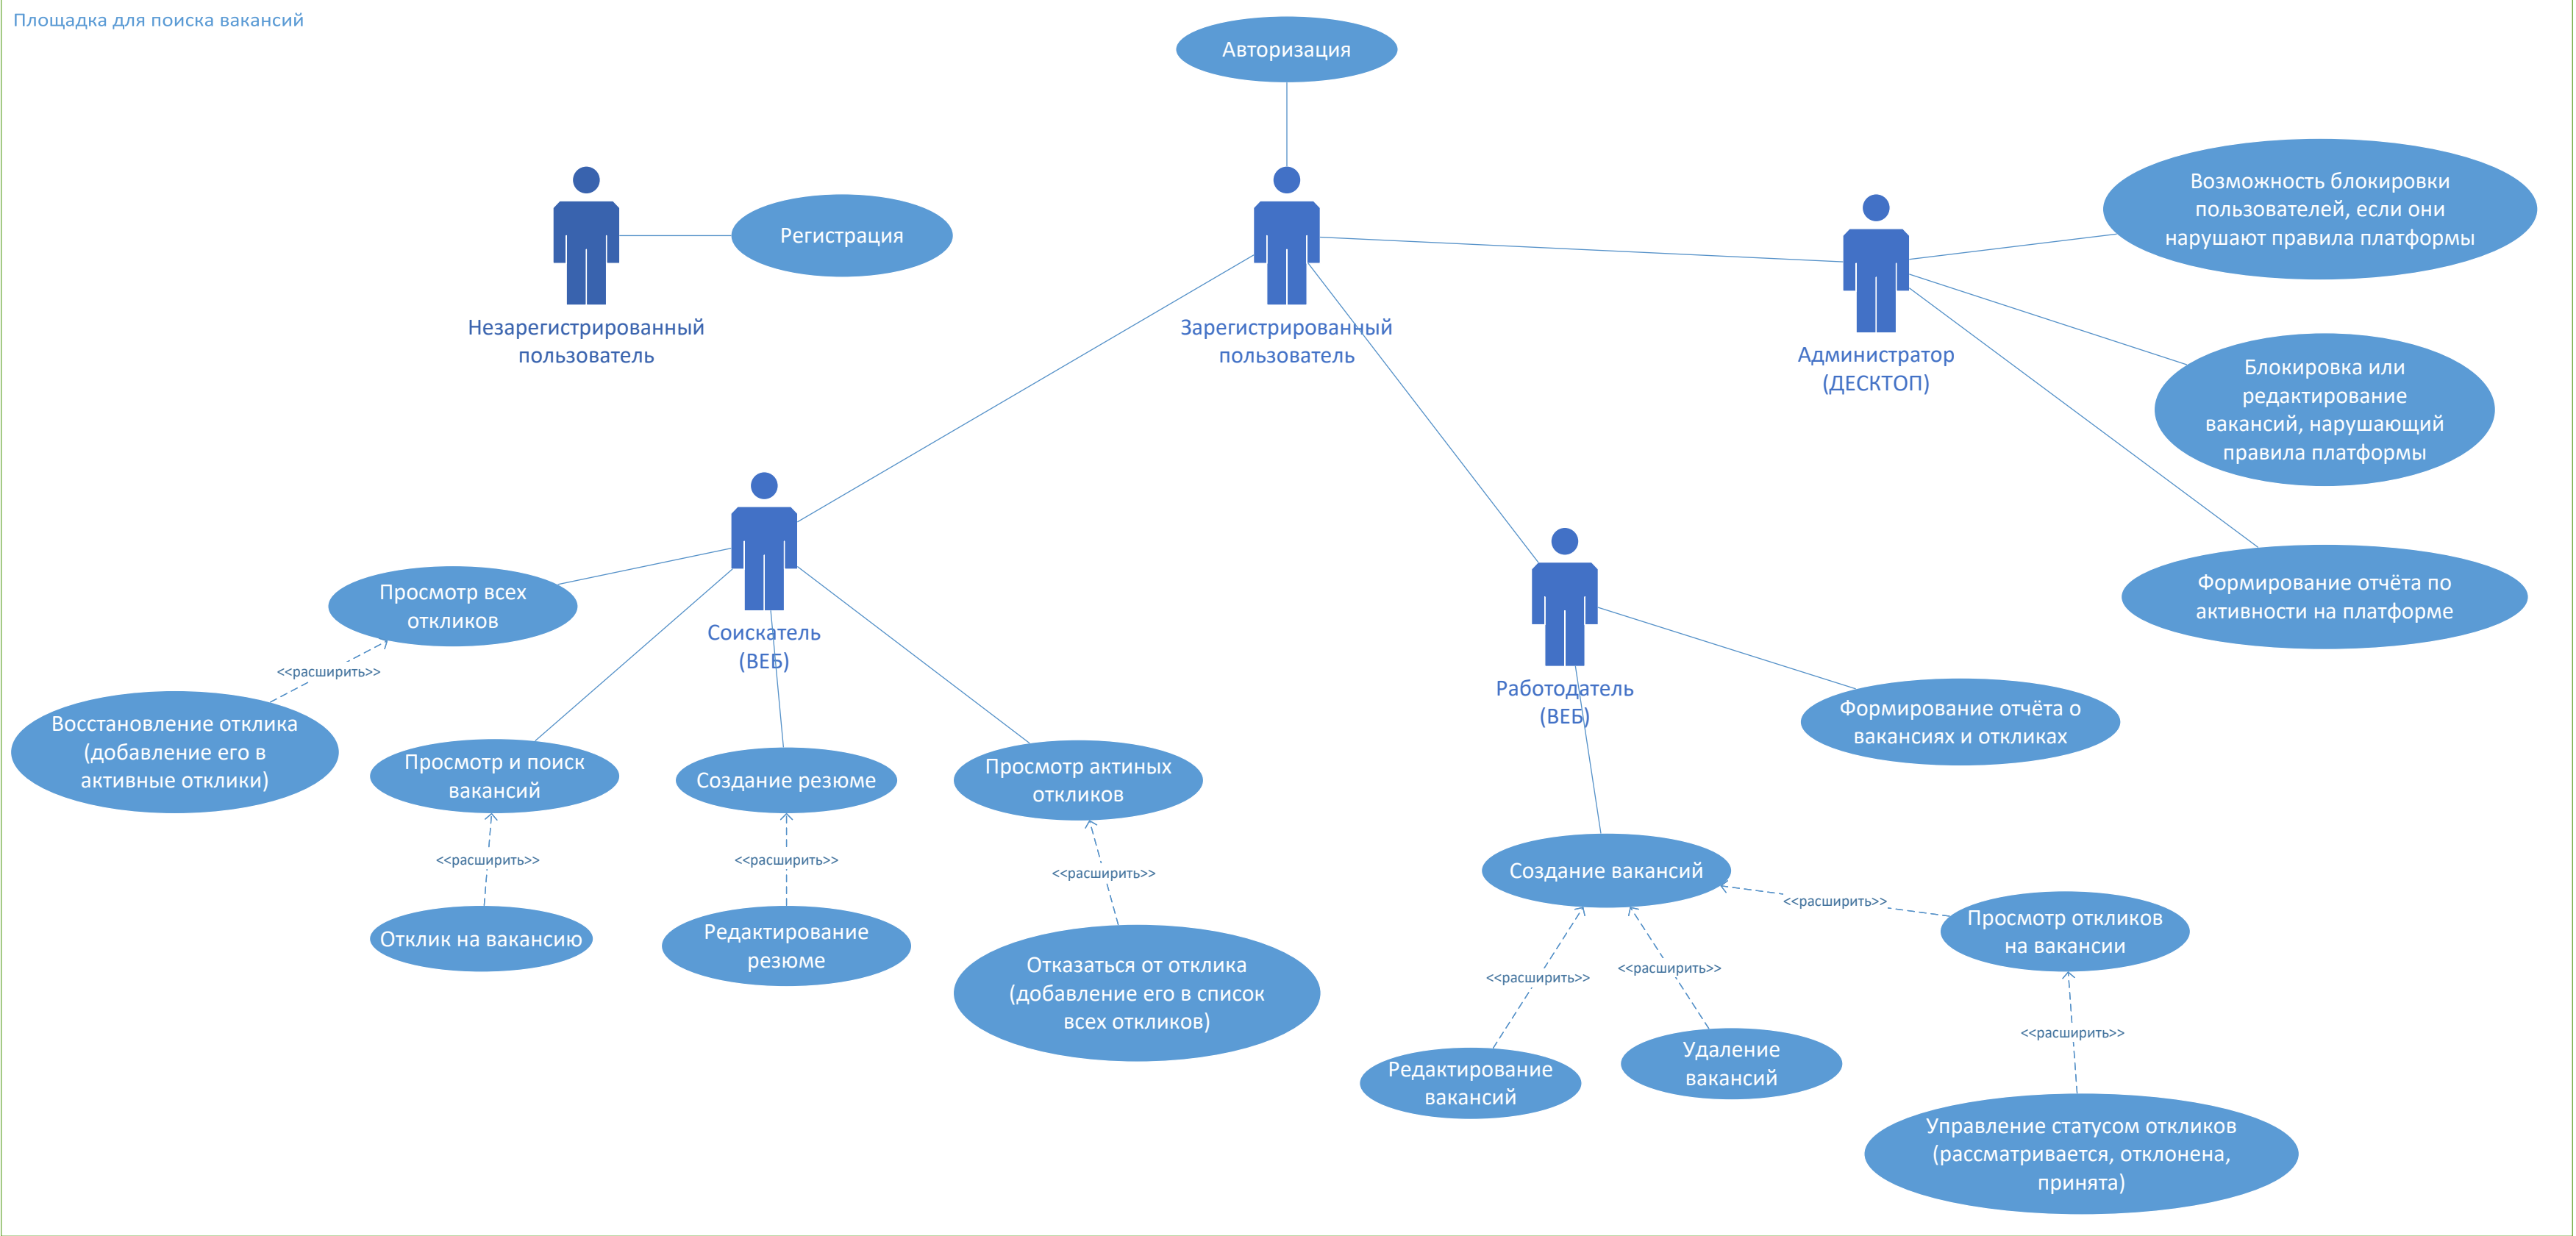 Площадка для поиска вакансий
Авторизация
Незарегистрированный
пользователь
Регистрация
Зарегистрированный
пользователь
Администратор
(ДЕСКТОП)
Возможность блокировки
пользователей, если они
нарушают правила платформы
Блокировка или
редактирование
вакансий, нарушающий
правила платформы
Формирование отчёта по
активности на платформе
Соискатель
(ВЕБ)
Просмотр всех
откликов
<<расширить>>
Восстановление отклика
(добавление его в
активные отклики)
Просмотр и поиск
вакансий
<<расширить>>
Отклик на вакансию
Создание резюме
<<расширить>>
Редактирование
резюме
Просмотр актиных
откликов
<<расширить>>
Отказаться от отклика
(добавление его в список
всех откликов)
Работодатель
(ВЕБ)
Формирование отчёта о
вакансиях и откликах
Создание вакансий
<<расширить>>
Редактирование
вакансий
<<расширить>>
Удаление
вакансий
<<расширить>>
Просмотр откликов
на вакансии
<<расширить>>
Управление статусом откликов
(рассматривается, отклонена,
принята)